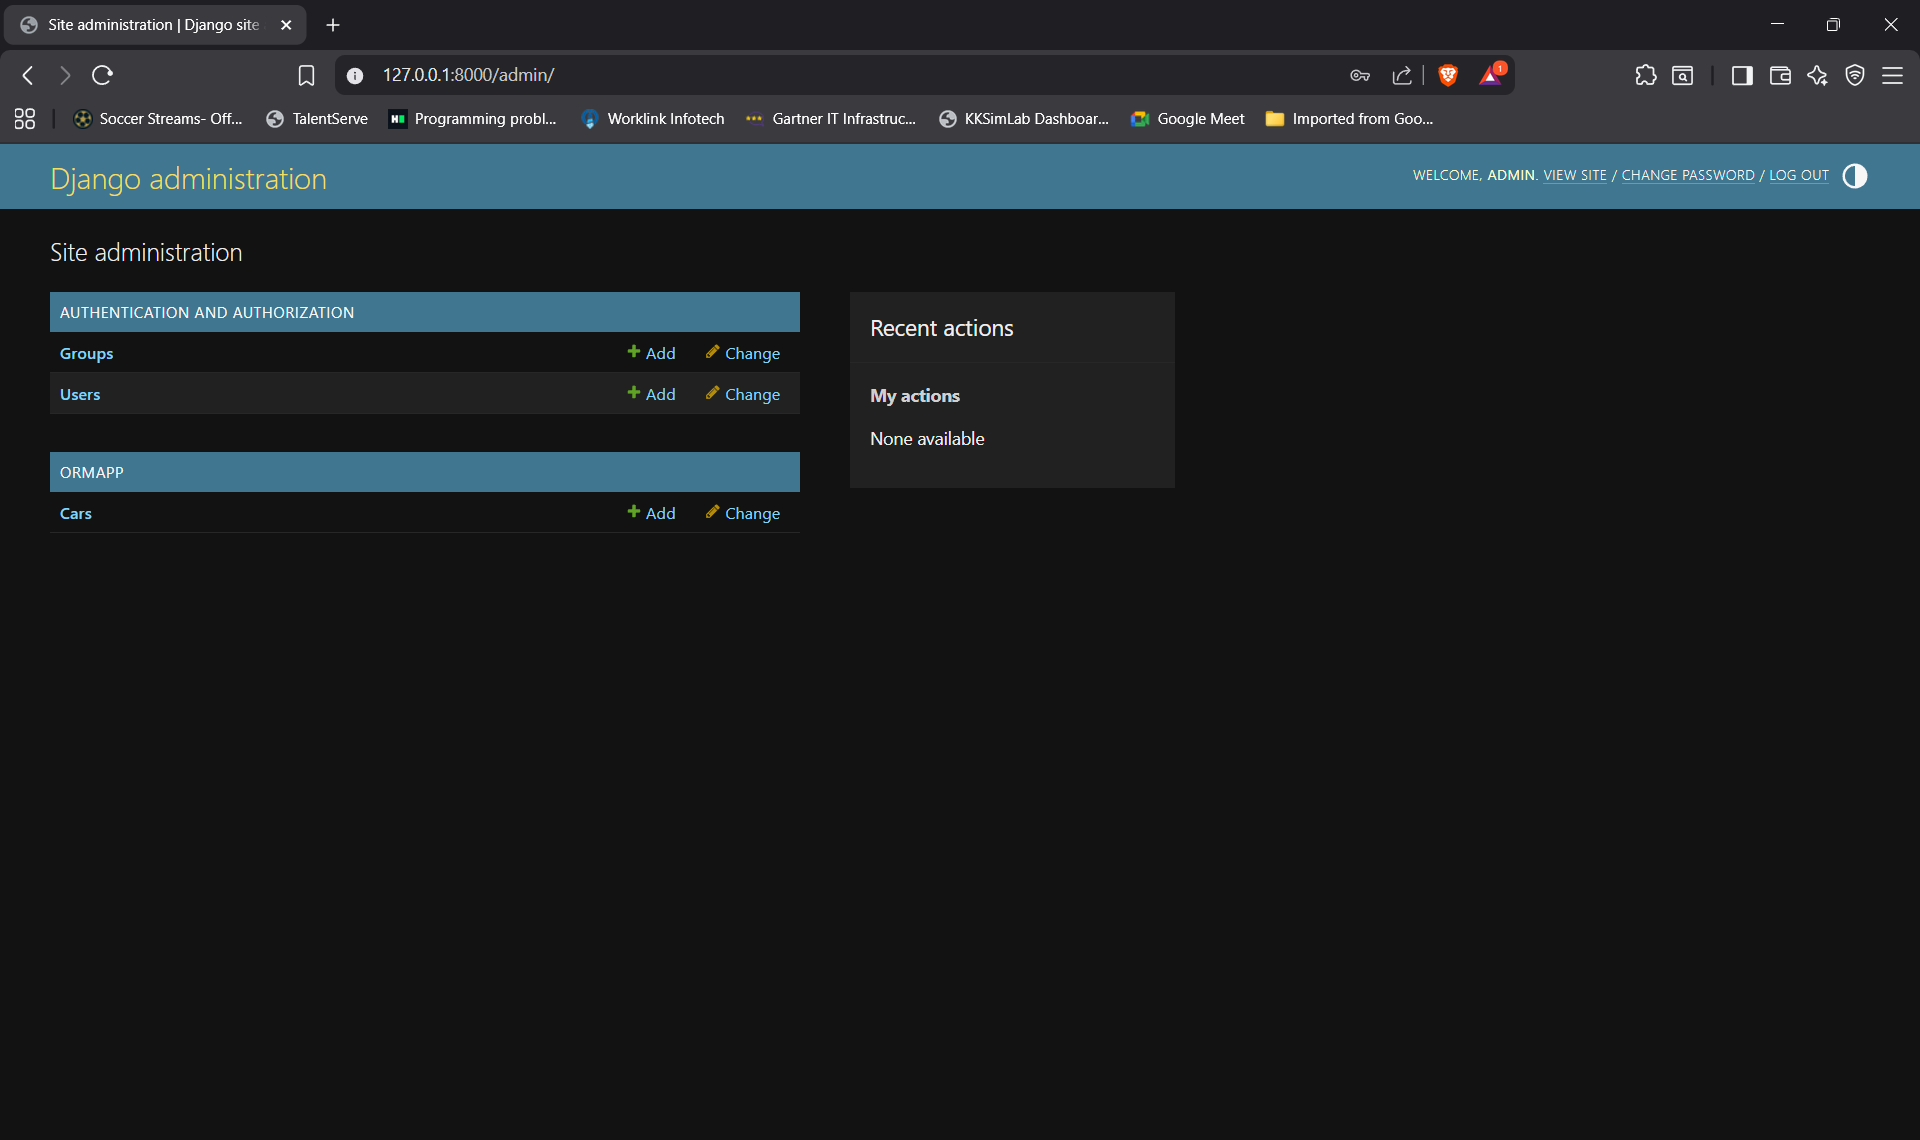 Site administration | Django site
127.0.0.1:8000/admin/
1
Soccer Streams- Off... TalentServe Programming probl... Worklink Infotech Gartner IT Infrastruc... KKSimLab Dashboar... Google Meet Imported from Goo...
Django administration
WELCOME, ADMIN. VIEW SITE / CHANGE PASSWORD / LOG OUT
Site administration
AUTHENTICATION AND AUTHORIZATION
Groups Add Change
Users Add Change
ORMAPP
Cars Add Change
Recent actions
My actions
None available